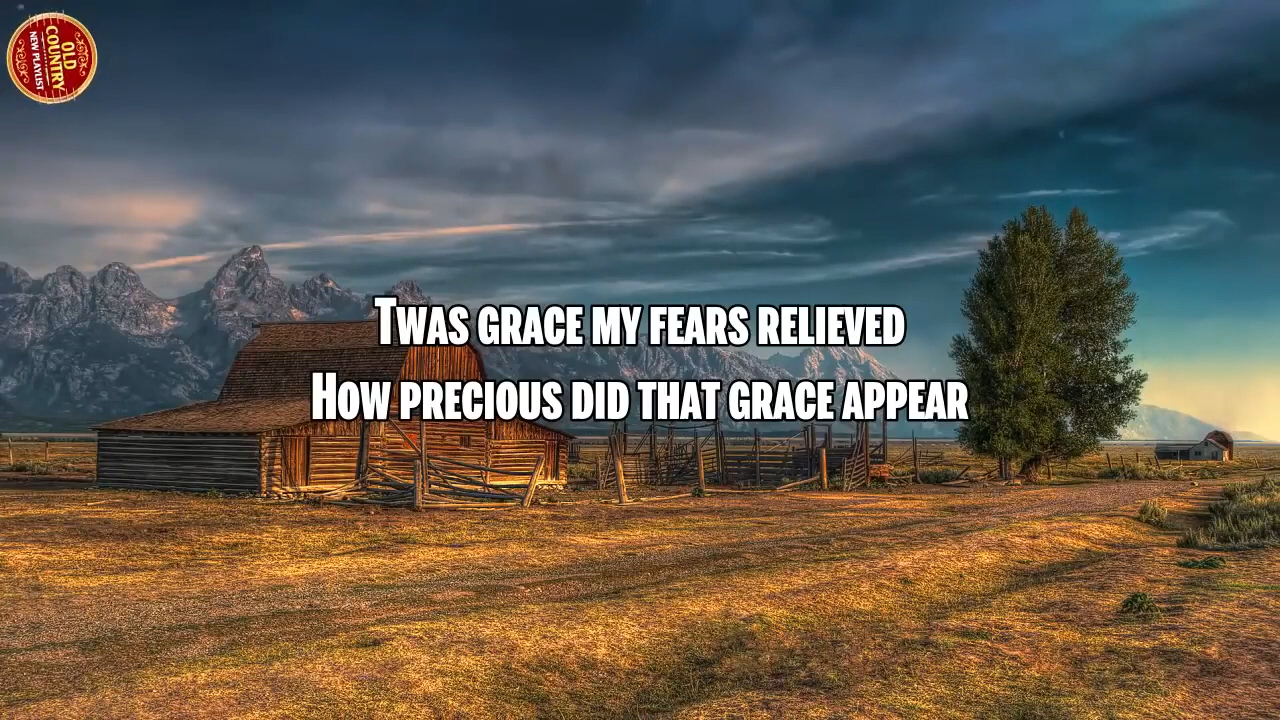 OLD
COUNTRY
NEW PLAYLIST
Twas grace my fears relieved
How precious did that grace appear